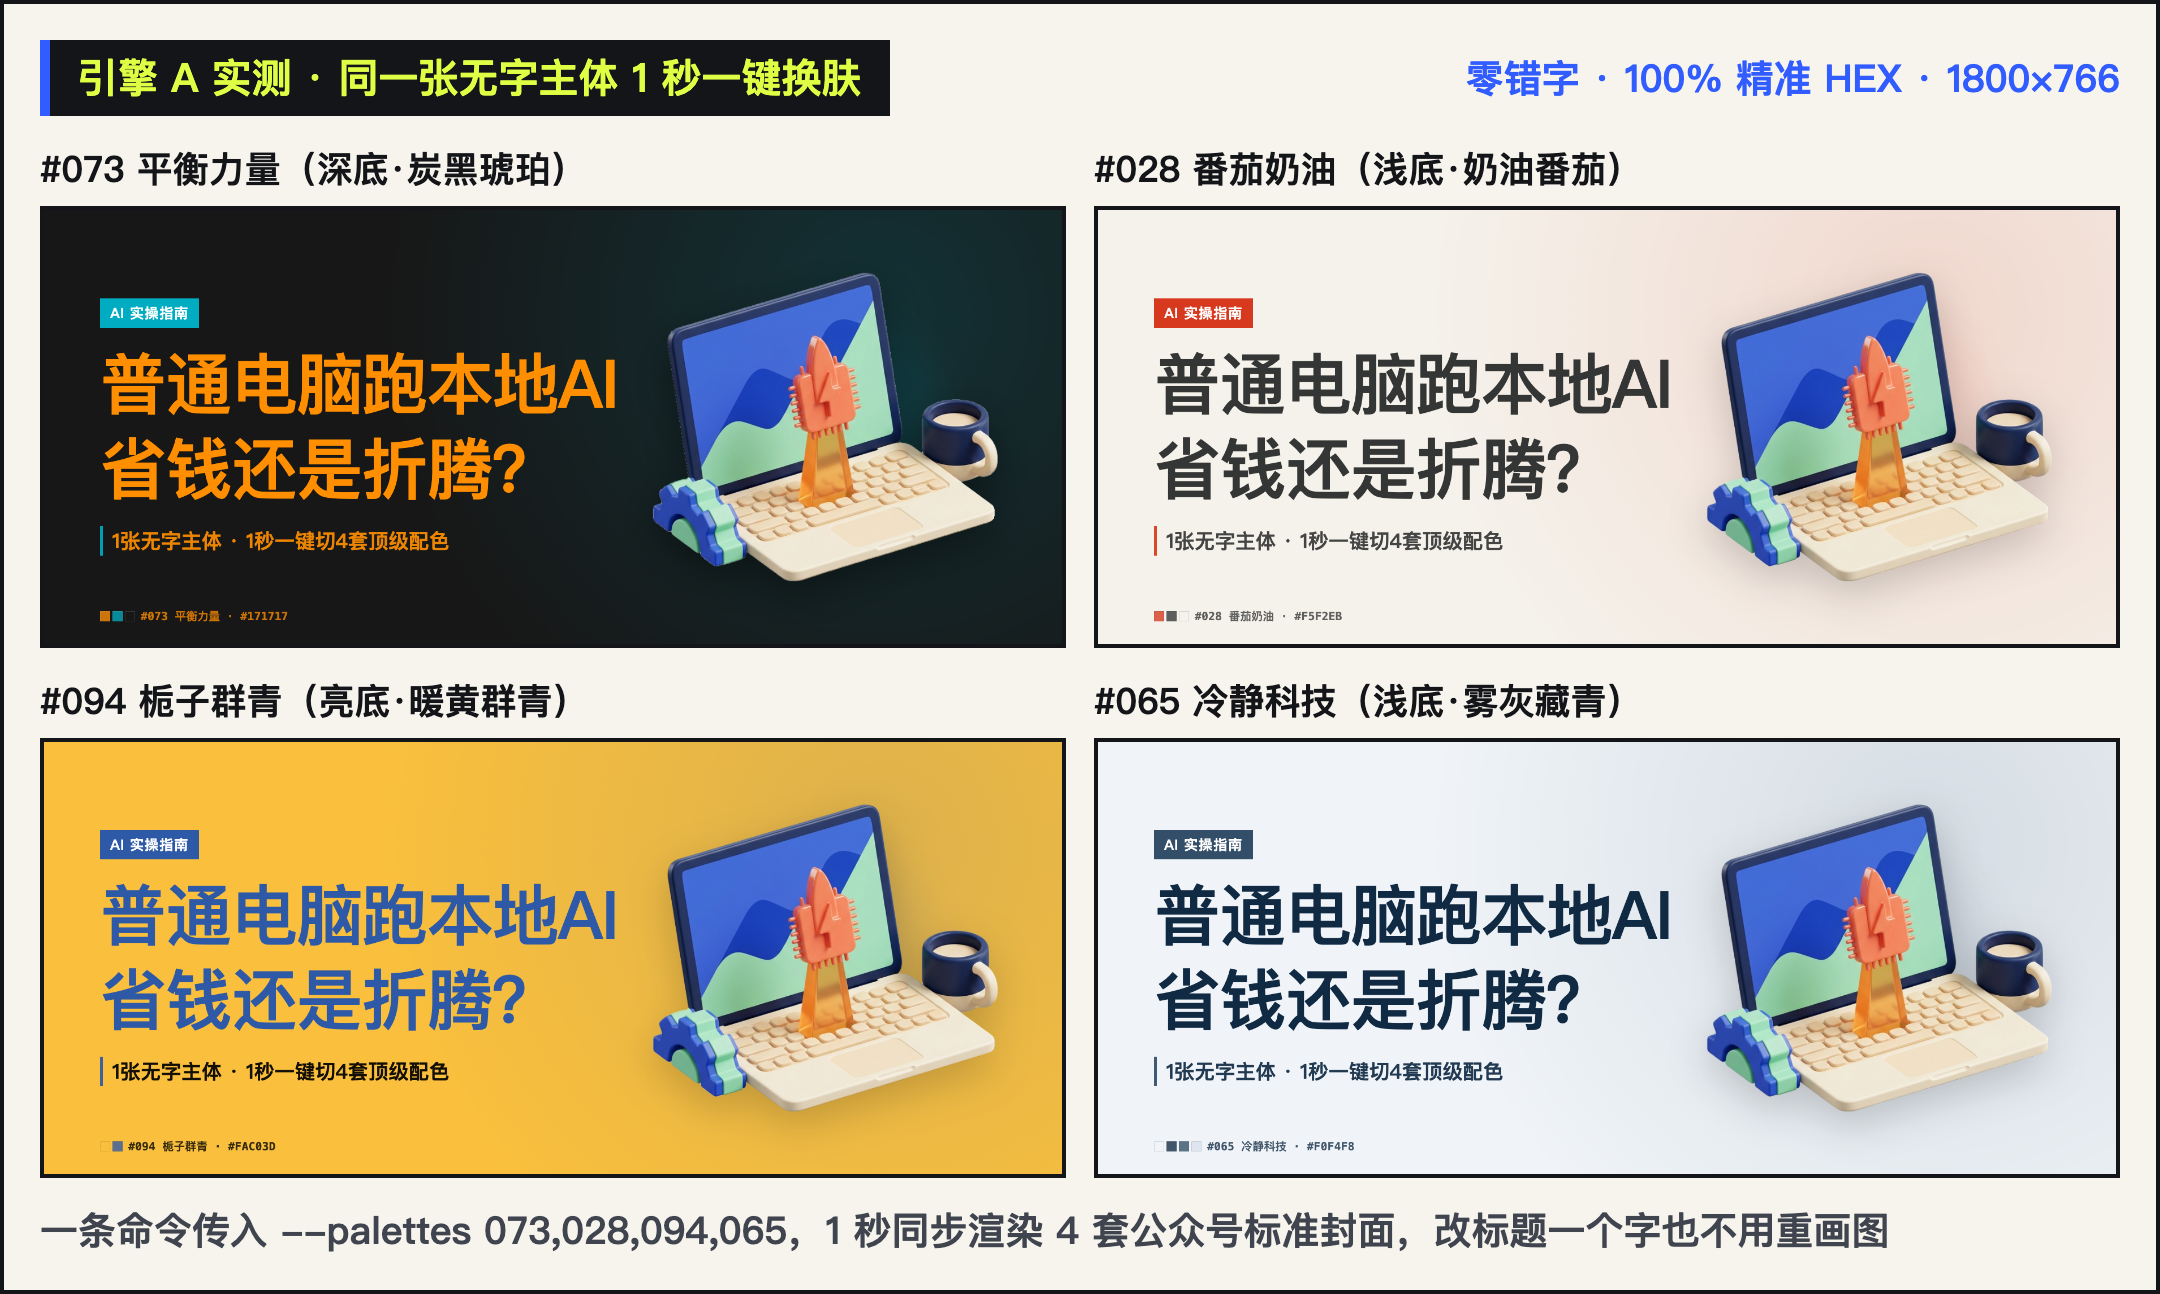 引擎 A 实测 · 同一张无字主体 1 秒一键换肤
零错字 · 100% 精准 HEX · 1800×766
#073 平衡力量（深底·炭黑琥珀）
AI 实操指南
普通电脑跑本地AI
省钱还是折腾?
1张无字主体 · 1秒一键切4套顶级配色
#073 平衡力量 · #171717
#028 番茄奶油（浅底·奶油番茄）
AI 实操指南
普通电脑跑本地AI
省钱还是折腾?
1张无字主体 · 1秒一键切4套顶级配色
#028 番茄奶油 · #F5F2EB
#094 栀子群青（亮底·暖黄群青）
AI 实操指南
普通电脑跑本地AI
省钱还是折腾?
1张无字主体 · 1秒一键切4套顶级配色
#094 栀子群青 · #FAC03D
#065 冷静科技（浅底·雾灰藏青）
AI 实操指南
普通电脑跑本地AI
省钱还是折腾?
1张无字主体 · 1秒一键切4套顶级配色
#065 冷静科技 · #F0F4F8
一条命令传入 --palettes 073,028,094,065，1 秒同步渲染 4 套公众号标准封面，改标题一个字也不用重画图